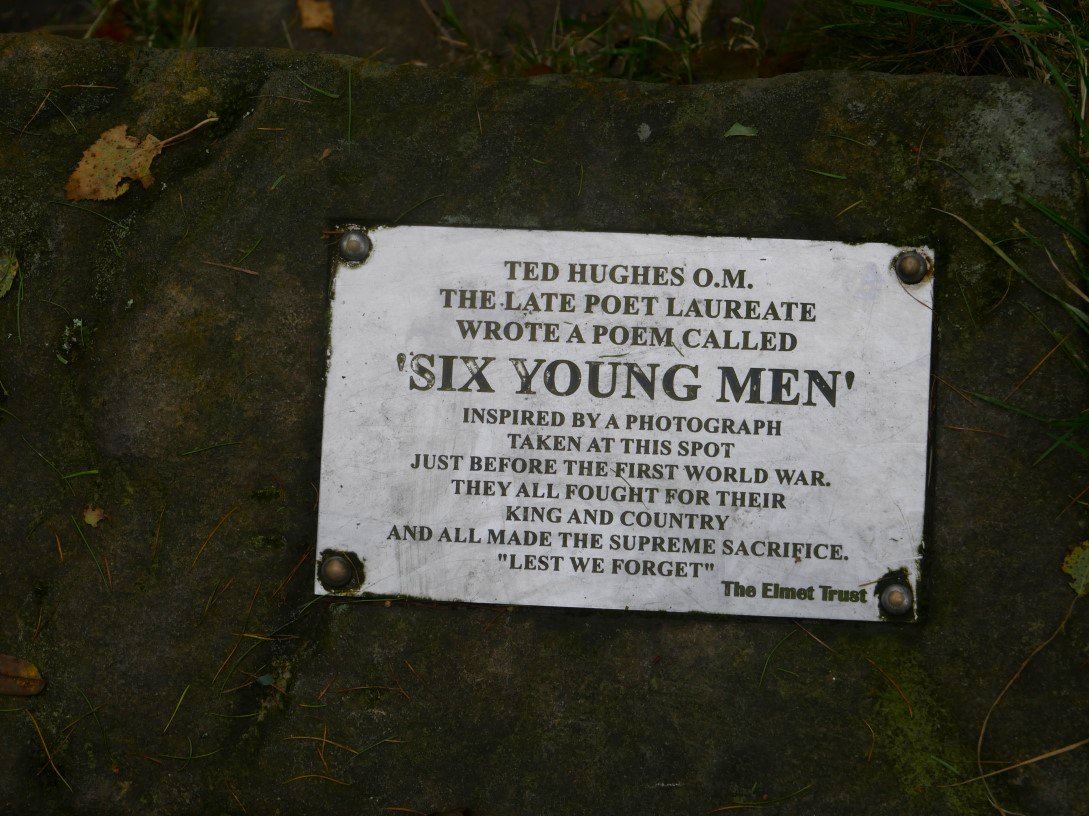 TED HUGHES O.M.
THE LATE POET LAUREATE
WROTE A POEM CALLED
'SIX YOUNG MEN'
INSPIRED BY A PHOTOGRAPH
TAKEN AT THIS SPOT
JUST BEFORE THE FIRST WORLD WAR.
THEY ALL FOUGHT FOR THEIR
KING AND COUNTRY
AND ALL MADE THE SUPREME SACRIFICE.
"LEST WE FORGET"
The Elmet Trust